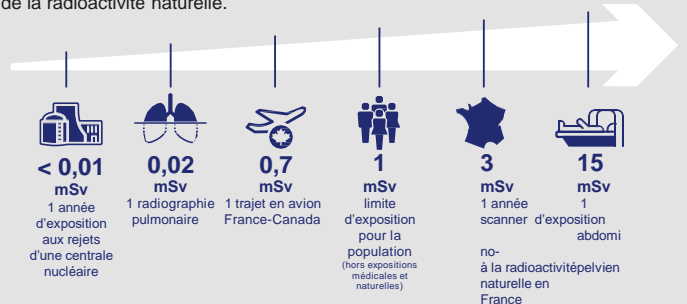 de la radioactivité naturelle.
< 0,01
mSv
1 année
d'exposition
aux rejets
d'une centrale
nucléaire
0,02
mSv
1 radiographie
pulmonaire
0,7
mSv
1 trajet en avion
France-Canada
1
mSv
limite
d'exposition
pour la
population
(hors expositions
médicales et
naturelles)
3
mSv
15
mSv
1 année 1
scanner d'exposition
abdomi
no-
à la radioactivitépelvien
naturelle en
France